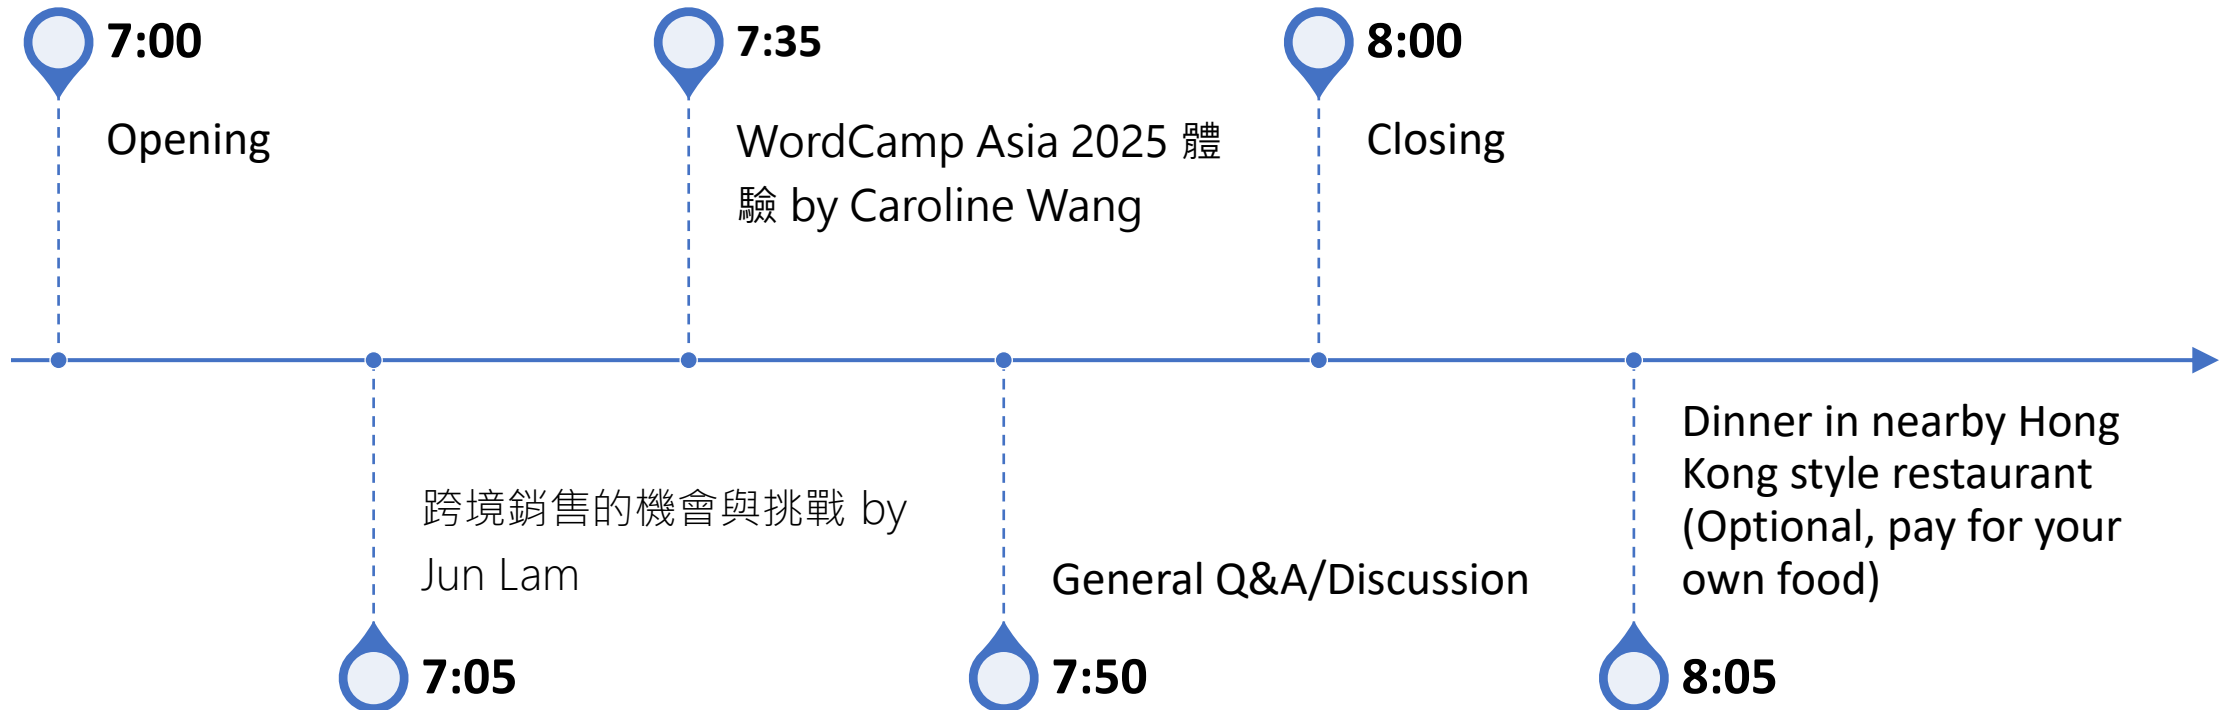 7:00
Opening
跨境銷售的機會與挑戰 by
Jun Lam
7:05
7:35
WordCamp Asia 2025 體
驗 by Caroline Wang
General Q&A/Discussion
7:50
8:00
Closing
Dinner in nearby Hong
Kong style restaurant
(Optional, pay for your
own food)
8:05